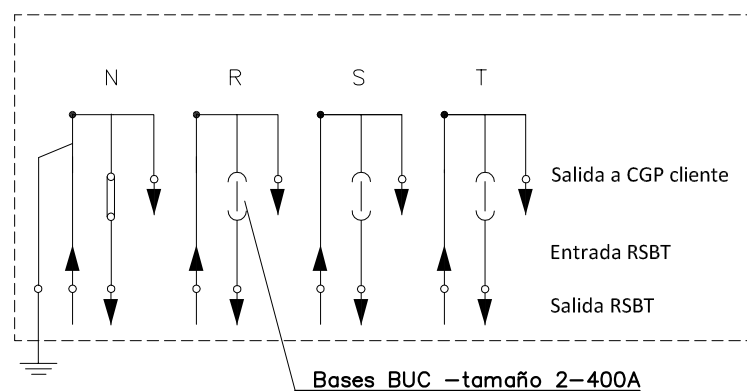 N R S T
Salida a CGP cliente
Entrada RSBT
Salida RSBT
Bases BUC -tamaño 2-400A